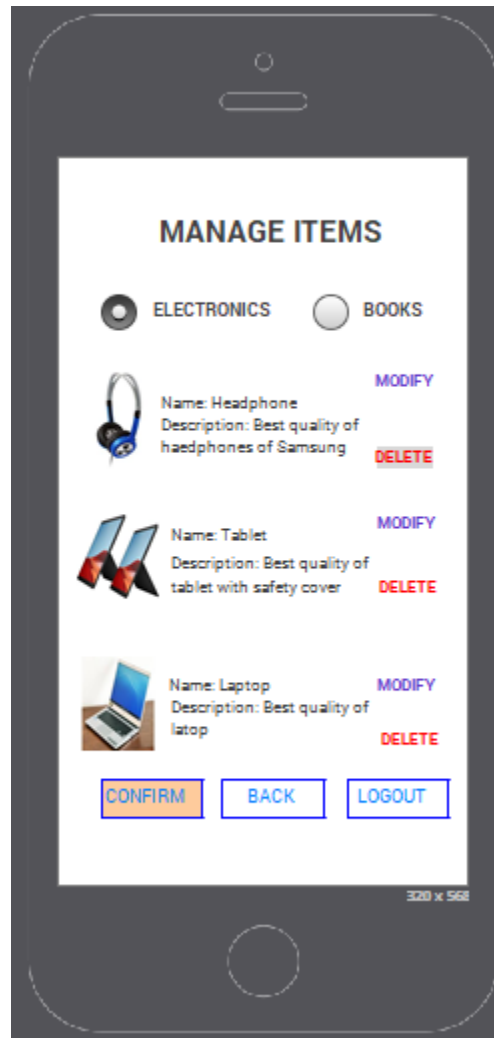 MANAGE ITEMS
ELECTRONICS
BOOKS
MODIFY
Name: Headphone
Description: Best quality of
haedphones of Samsung
DELETE
MODIFY
Name: Tablet
Description: Best quality of
tablet with safety cover
DELETE
Name: Laptop
MODIFY
Description: Best quality of
latop
DELETE
CONFIRM
BACK
LOGOUT
320 x 568